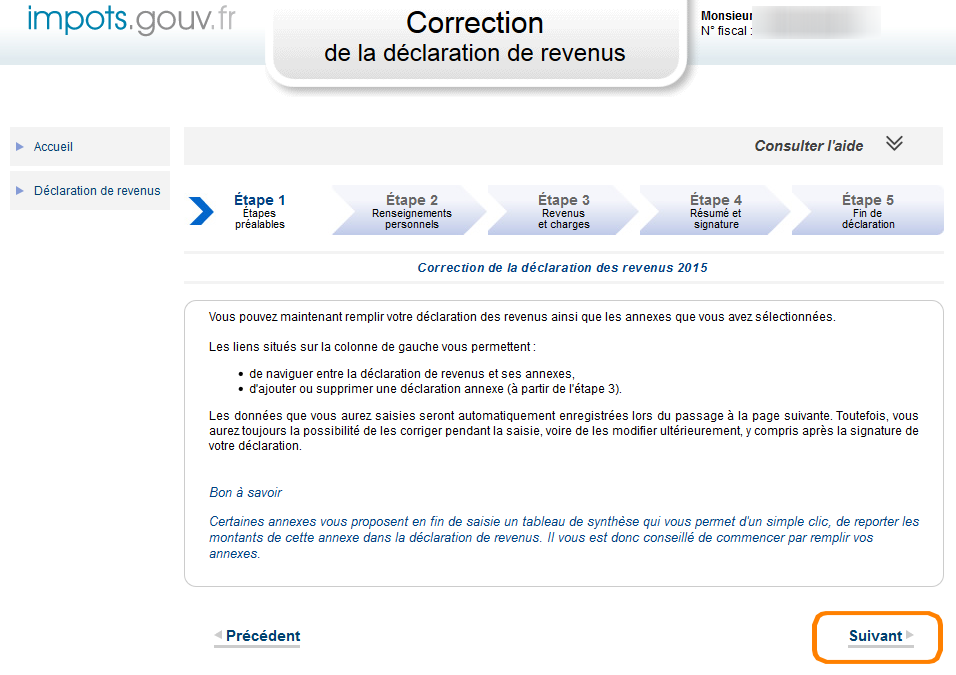 impots.gouv.fr
Correction
de la déclaration de revenus
Monsieur
N° fiscal :
Accueil
Déclaration de revenus
Consulter l'aide
Étape 1
Étapes
préalables
Étape 2
Renseignements
personnels
Étape 3
Revenus
et charges
Étape 4
Résumé et
signature
Étape 5
Fin de
déclaration
Correction de la déclaration des revenus 2015
Vous pouvez maintenant remplir votre déclaration des revenus ainsi que les annexes que vous avez sélectionnées.
Les liens situés sur la colonne de gauche vous permettent :
• de naviguer entre la déclaration de revenus et ses annexes,
• d'ajouter ou supprimer une déclaration annexe (à partir de l'étape 3).
Les données que vous aurez saisies seront automatiquement enregistrées lors du passage à la page suivante. Toutefois, vous
aurez toujours la possibilité de les corriger pendant la saisie, voire de les modifier ultérieurement, y compris après la signature de
votre déclaration.
Bon à savoir
Certaines annexes vous proposent en fin de saisie un tableau de synthèse qui vous permet d'un simple clic, de reporter les
montants de cette annexe dans la déclaration de revenus. Il vous est donc conseillé de commencer par remplir vos
annexes.
Précédent
Suivant